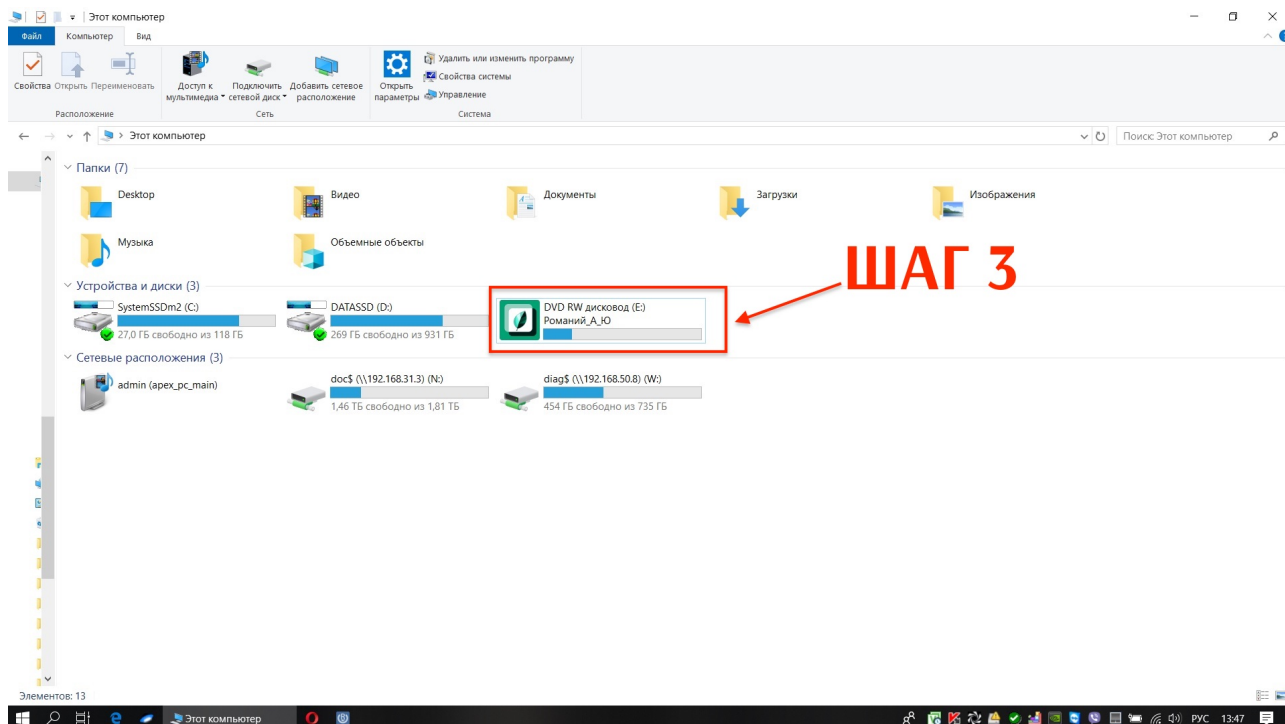 Этот компьютер
Файл Компьютер Вид
Свойства Открыть Переименовать
Доступ к мультимедиа
Подключить сетевой диск
Добавить сетевое расположение
Открыть параметры
Удалить или изменить программу
Свойства системы
Управление
Расположение Сеть Система
Этот компьютер
Поиск: Этот компьютер
Папки (7)
Desktop Видео Документы Загрузки Изображения
Музыка Объемные объекты
ШАГ 3
Устройства и диски (3)
SystemSSDm2 (C:)
27,0 ГБ свободно из 118 ГБ
DATASSD (D:)
269 ГБ свободно из 931 ГБ
DVD RW дисковод (E:)
Романий_А_Ю
Сетевые расположения (3)
admin (apex_pc_main)
doc$ (\\192.168.31.3) (N:)
1,46 ТБ свободно из 1,81 ТБ
diag$ (\\192.168.50.8) (W:)
454 ГБ свободно из 735 ГБ
Элементов: 13
Этот компьютер
РУС 13:47